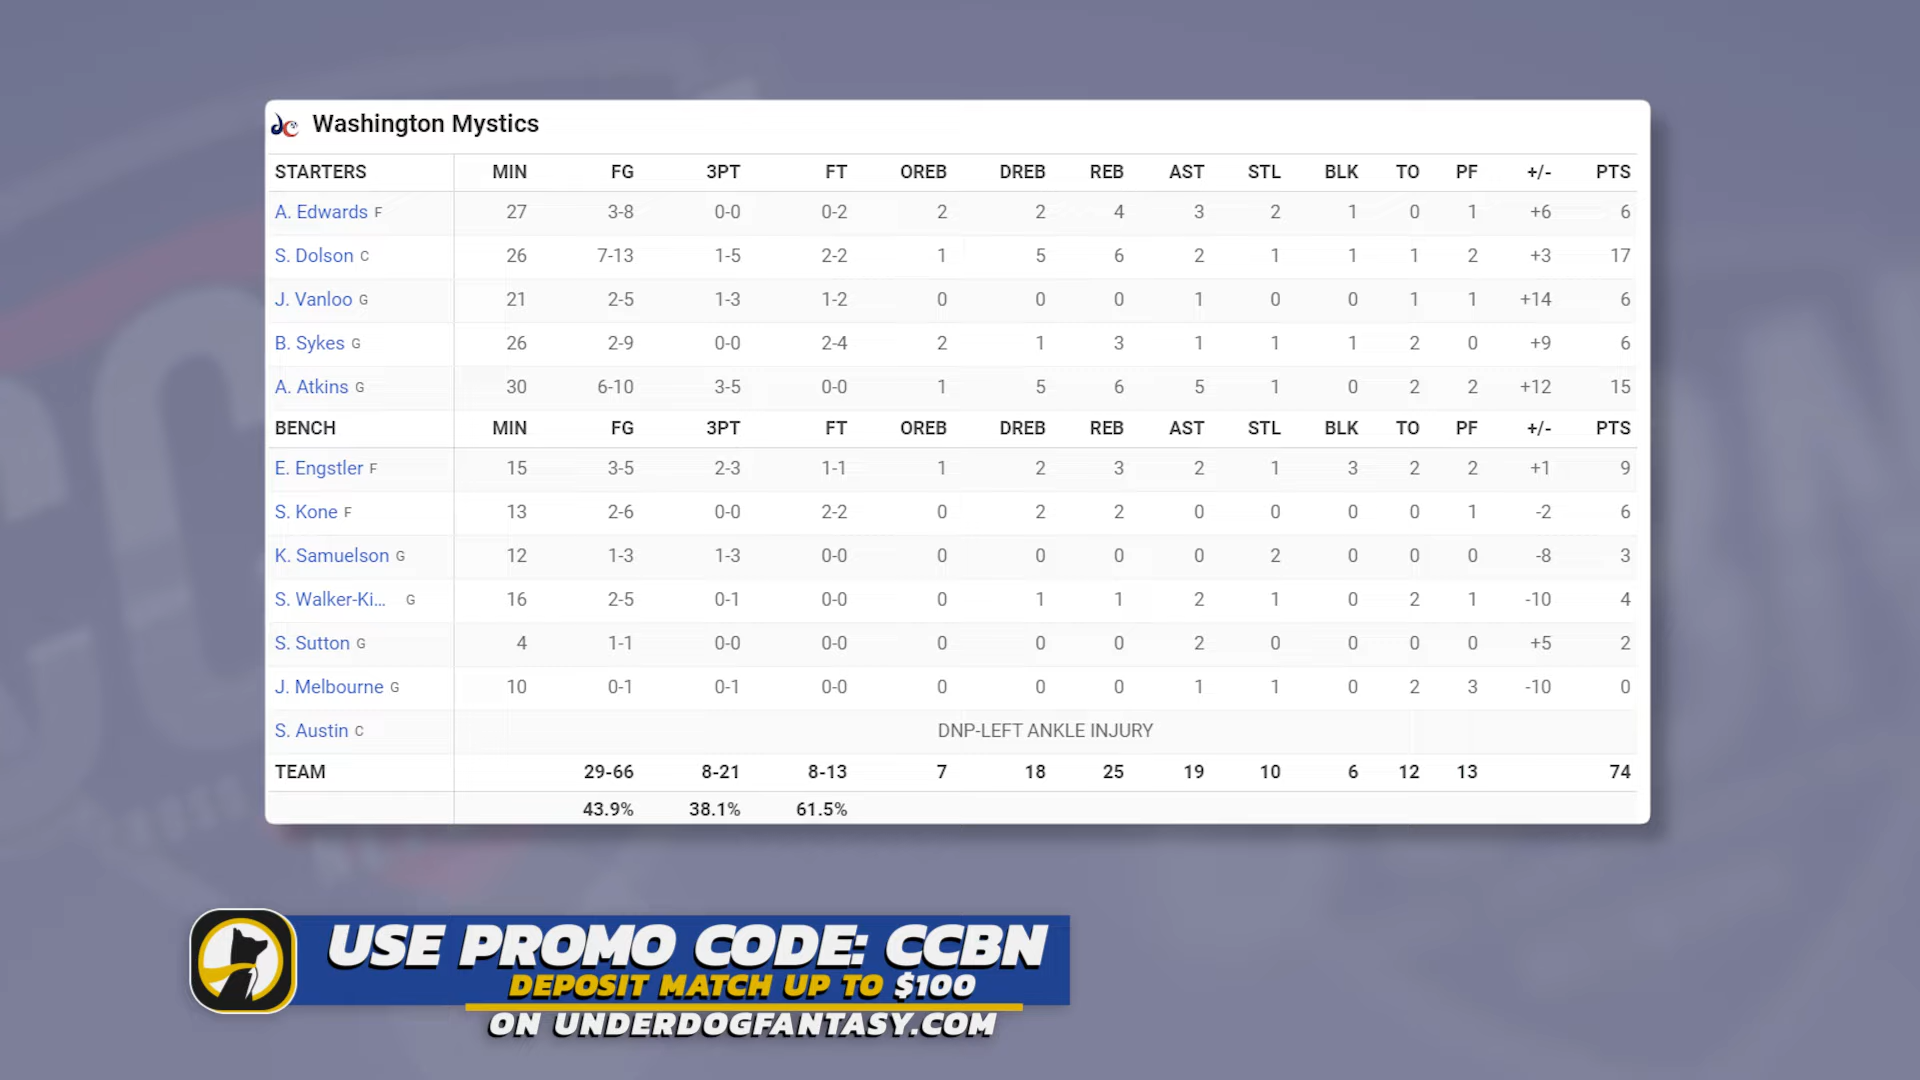 Washington Mystics
STARTERS MIN FG 3PT FT OREB DREB REB AST STL BLK TO PF +/- PTS
A. Edwards F 27 3-8 0-0 0-2 2 2 4 3 2 1 0 1 +6 6
S. Dolson C 26 7-13 1-5 2-2 1 5 6 2 1 1 1 2 +3 17
J. Vanloo G 21 2-5 1-3 1-2 0 0 0 1 0 0 1 1 +14 6
B. Sykes G 26 2-9 0-0 2-4 2 1 3 1 1 1 2 0 +9 6
A. Atkins G 30 6-10 3-5 0-0 1 5 6 5 1 0 2 2 +12 15
BENCH MIN FG 3PT FT OREB DREB REB AST STL BLK TO PF +/- PTS
E. Engstler F 15 3-5 2-3 1-1 1 2 3 2 1 3 2 2 +1 9
S. Kone F 13 2-6 0-0 2-2 0 2 2 0 0 0 0 1 -2 6
K. Samuelson G 12 1-3 1-3 0-0 0 0 0 0 2 0 0 0 -8 3
S. Walker-Ki... G 16 2-5 0-1 0-0 0 1 1 2 1 0 2 1 -10 4
S. Sutton G 4 1-1 0-0 0-0 0 0 0 2 0 0 0 0 +5 2
J. Melbourne G 10 0-1 0-1 0-0 0 0 0 1 1 0 2 3 -10 0
S. Austin C DNP-LEFT ANKLE INJURY
TEAM 29-66 8-21 8-13 7 18 25 19 10 6 12 13 74
43.9% 38.1% 61.5%
USE PROMO CODE: CCBN
DEPOSIT MATCH UP TO $100
ON UNDERDOGFANTASY.COM